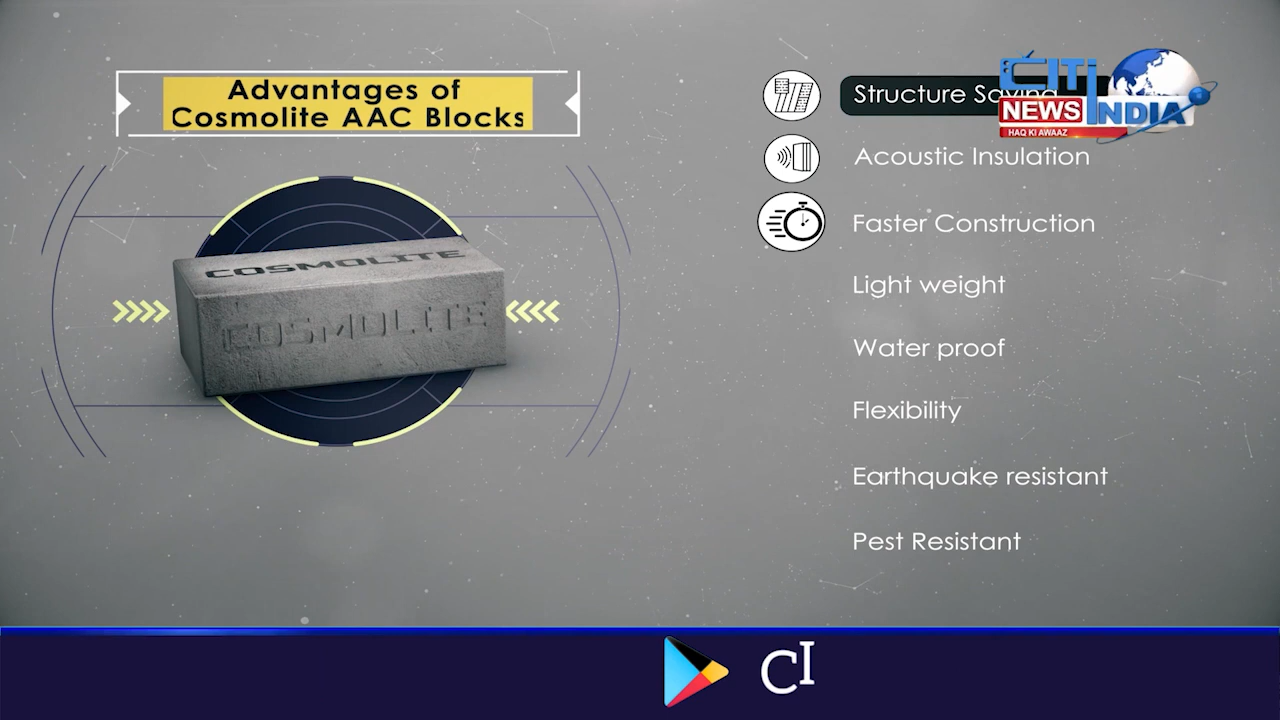 Advantages of
Cosmolite AAC Blocks
COSMOLITE
COSMOLITE
Structure Saving
Acoustic Insulation
Faster Construction
Light weight
Water proof
Flexibility
Earthquake resistant
Pest Resistant
CITI
NEWS INDIA
HAQ KI AWAAZ
CI